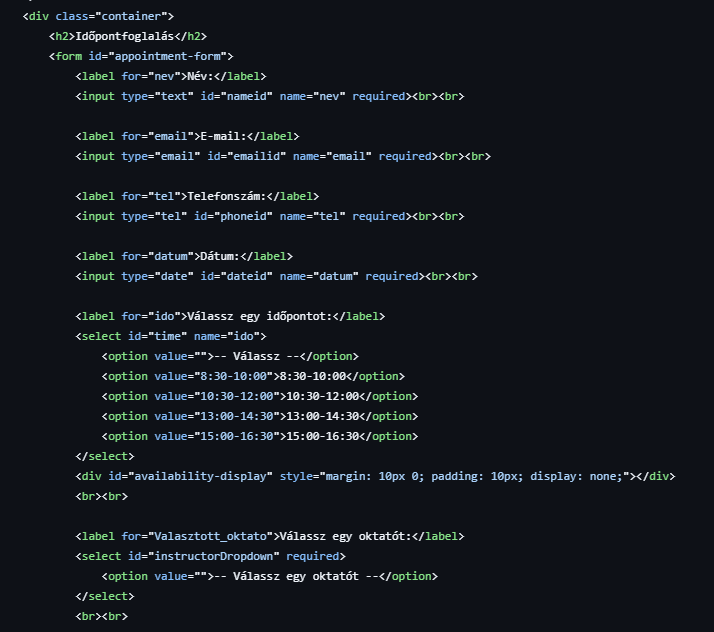 <div class="container">
<h2>Időpontfoglalás</h2>
<form id="appointment-form">
<label for="nev">Név:</label>
<input type="text" id="nameid" name="nev" required><br><br>
<label for="email">E-mail:</label>
<input type="email" id="emailid" name="email" required><br><br>
<label for="tel">Telefonszám:</label>
<input type="tel" id="phoneid" name="tel" required><br><br>
<label for="datum">Dátum:</label>
<input type="date" id="dateid" name="datum" required><br><br>
<label for="ido">Válassz egy időpontot:</label>
<select id="time" name="ido">
<option value="">-- Válassz --</option>
<option value="8:30-10:00">8:30-10:00</option>
<option value="10:30-12:00">10:30-12:00</option>
<option value="13:00-14:30">13:00-14:30</option>
<option value="15:00-16:30">15:00-16:30</option>
</select>
<div id="availability-display" style="margin: 10px 0; padding: 10px; display: none;"></div>
<br><br>
<label for="Valasztott_oktato">Válassz egy oktatót:</label>
<select id="instructorDropdown" required>
<option value="">-- Válassz egy oktatót --</option>
</select>
<br><br>